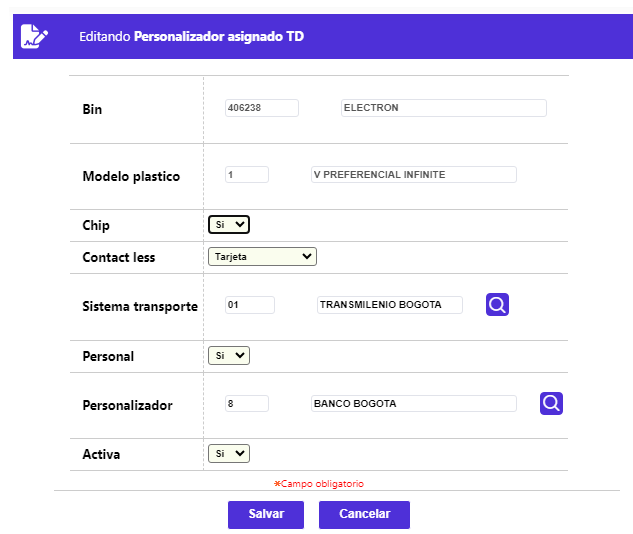 Editando Personalizador asignado TD
Bin 406238 ELECTRON
Modelo plastico 1 V PREFERENCIAL INFINITE
Chip Si
Contact less Tarjeta
Sistema transporte 01 TRANSMILENIO BOGOTA
Personal Si
Personalizador 8 BANCO BOGOTA
Activa Si
*Campo obligatorio
Salvar Cancelar